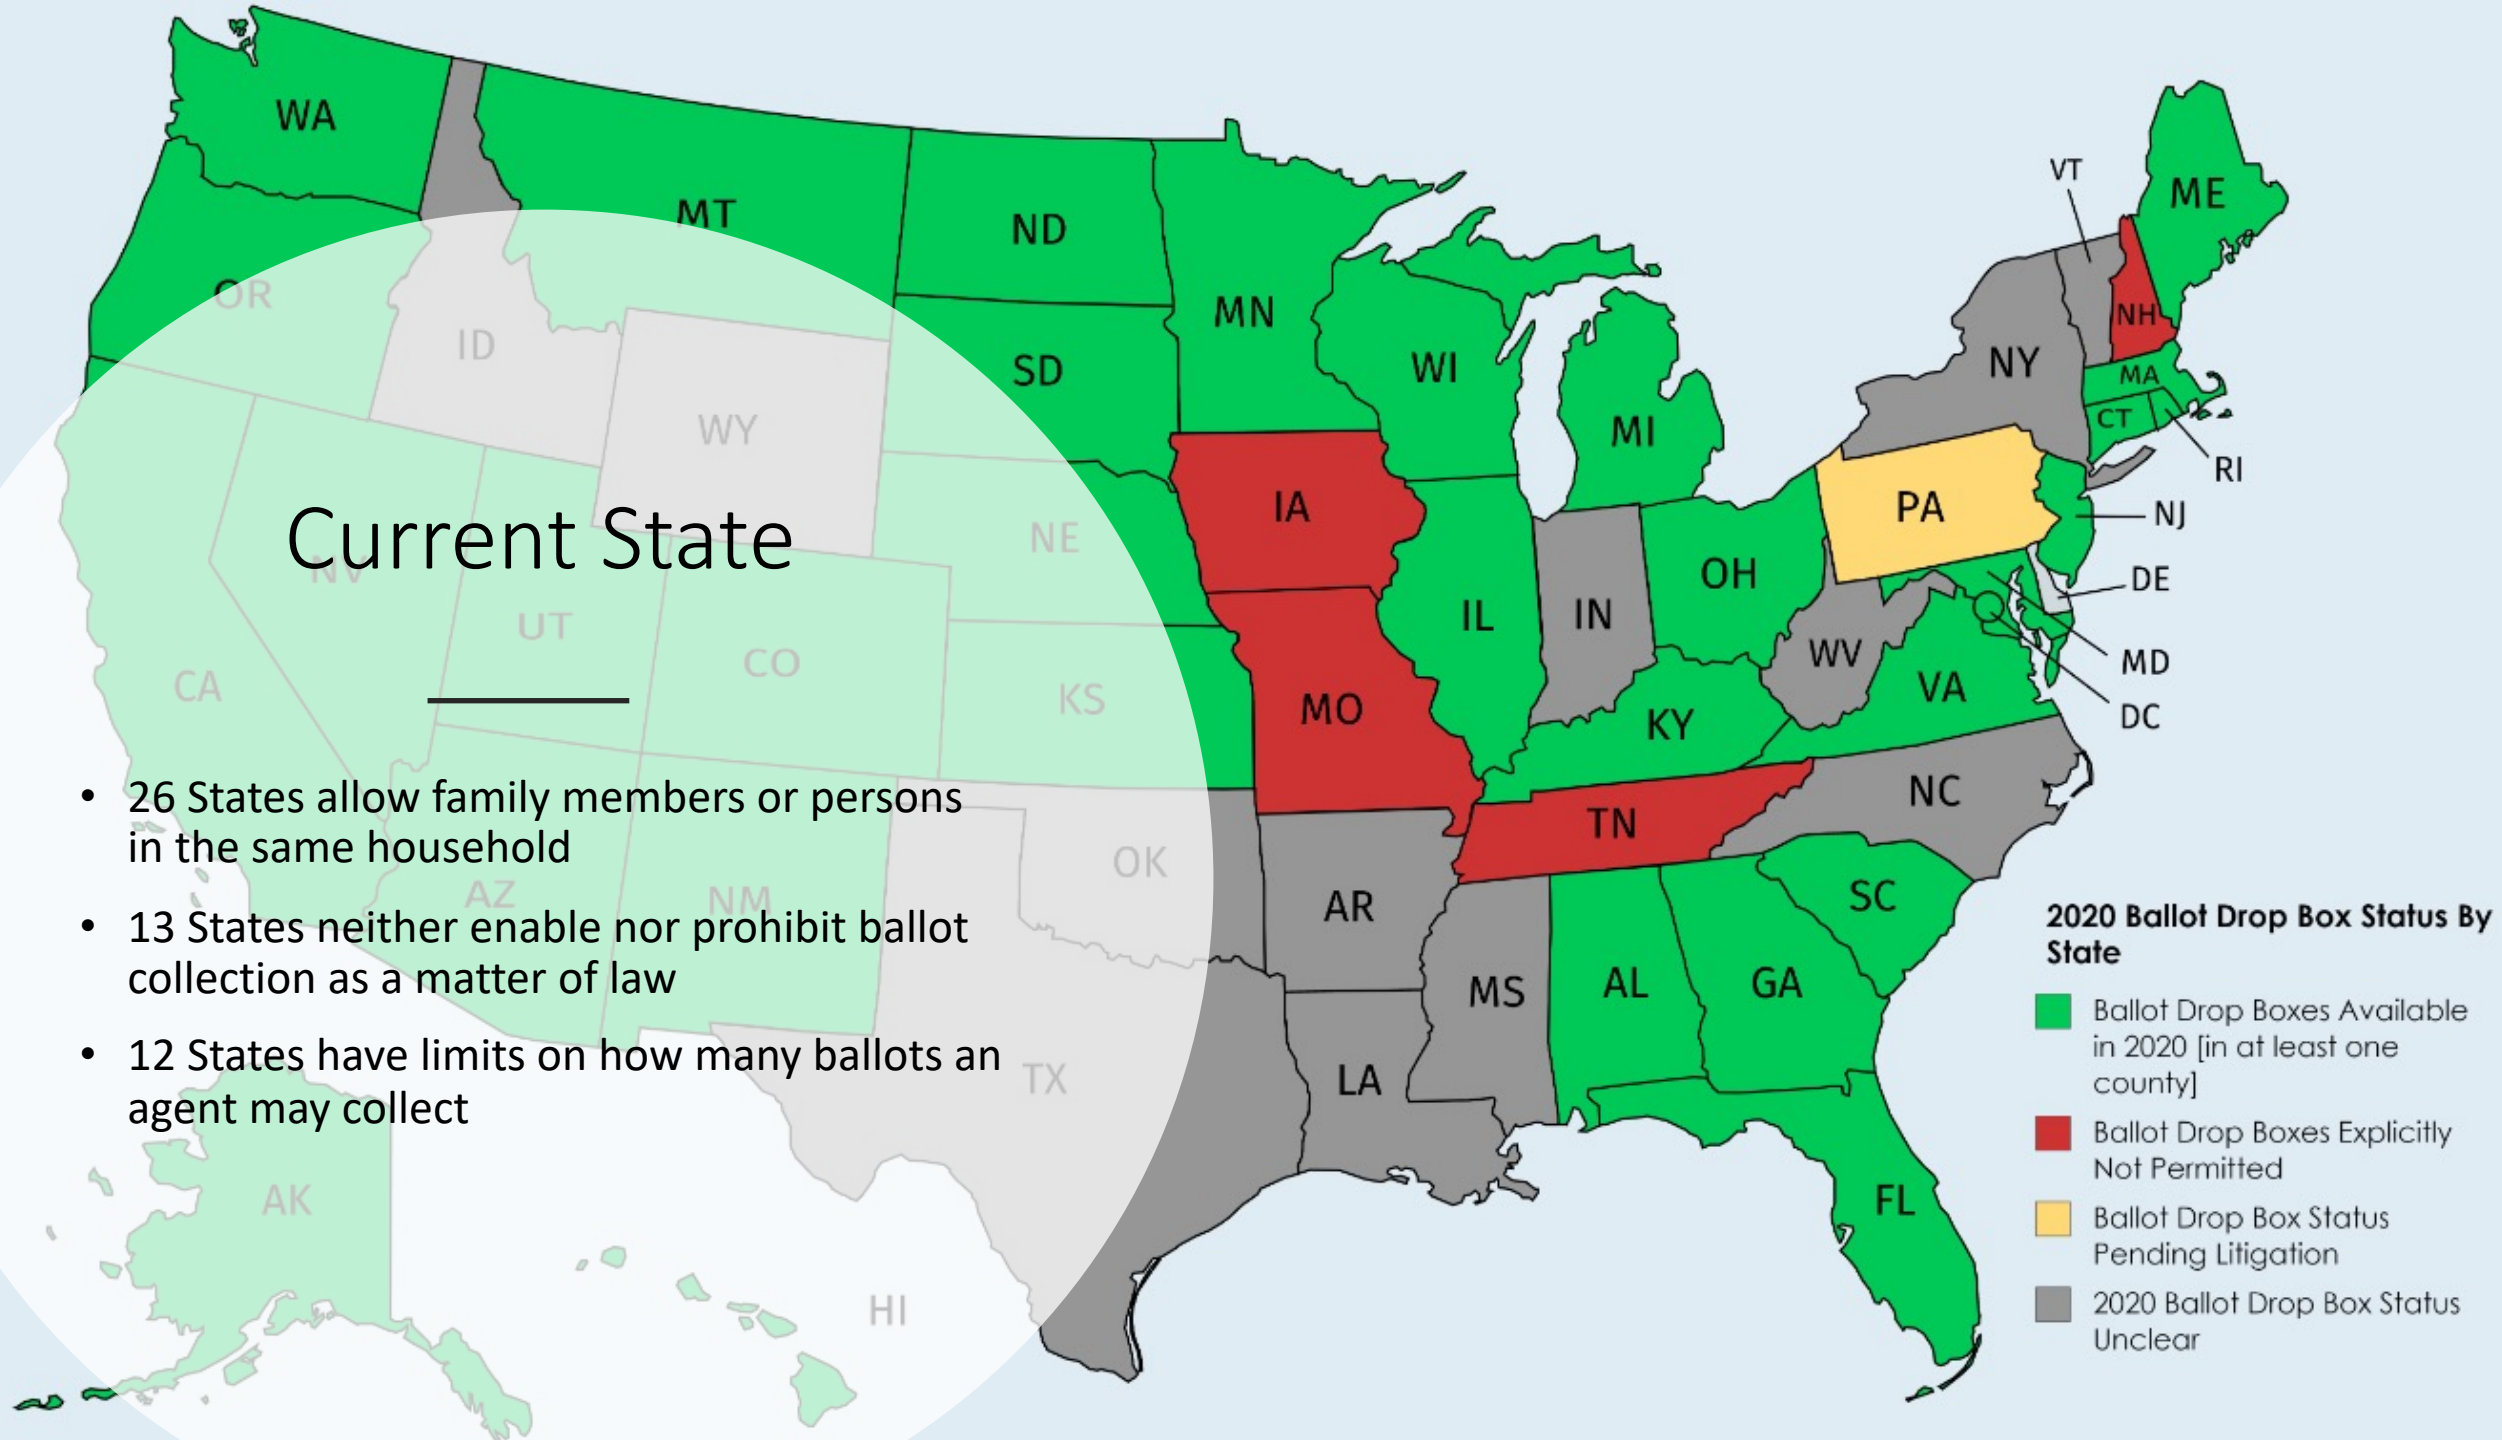 Current State
• 26 States allow family members or persons
in the same household
• 13 States neither enable nor prohibit ballot
collection as a matter of law
• 12 States have limits on how many ballots an
agent may collect
WA
MT
ND
MN
OR
ID
WY
SD
WI
MI
NY
VT
ME
NH
MA
CT
RI
NJ
DE
MD
DC
PA
NV
UT
CO
NE
KS
CA
IA
IL
IN
OH
WV
VA
MO
KY
NC
TN
AZ
NM
OK
AR
SC
MS
AL
GA
TX
LA
FL
AK
HI
2020 Ballot Drop Box Status By
State
Ballot Drop Boxes Available
in 2020 [in at least one
county]
Ballot Drop Boxes Explicitly
Not Permitted
Ballot Drop Box Status
Pending Litigation
2020 Ballot Drop Box Status
Unclear